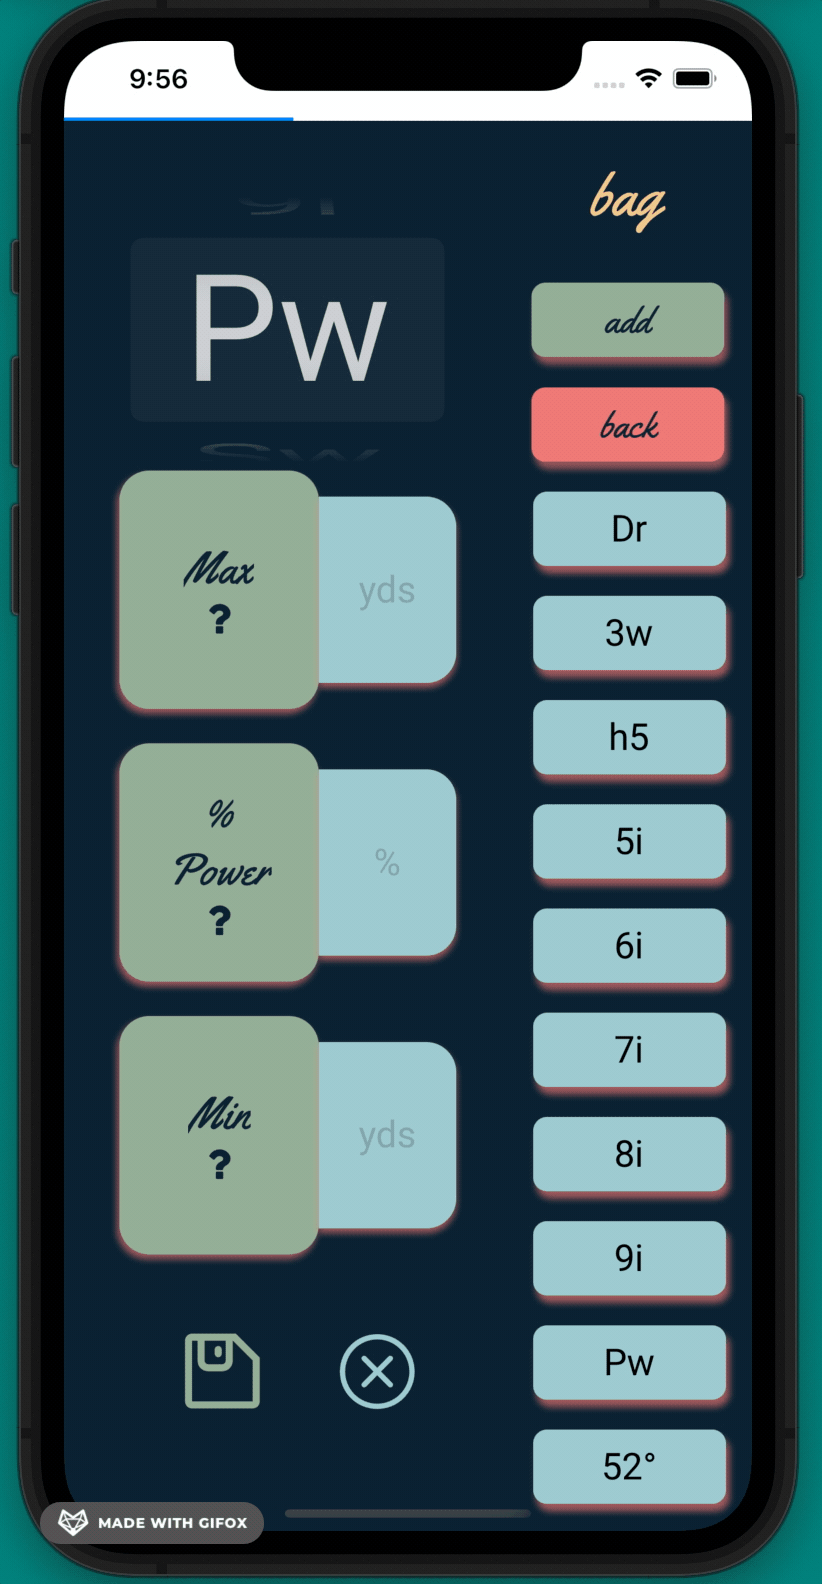 9:56
bag
Pw
add
back
Max
?
yds
%
Power
?
%
Min
?
yds
Dr
3w
h5
5i
6i
7i
8i
9i
Pw
52°
MADE WITH GIFOX